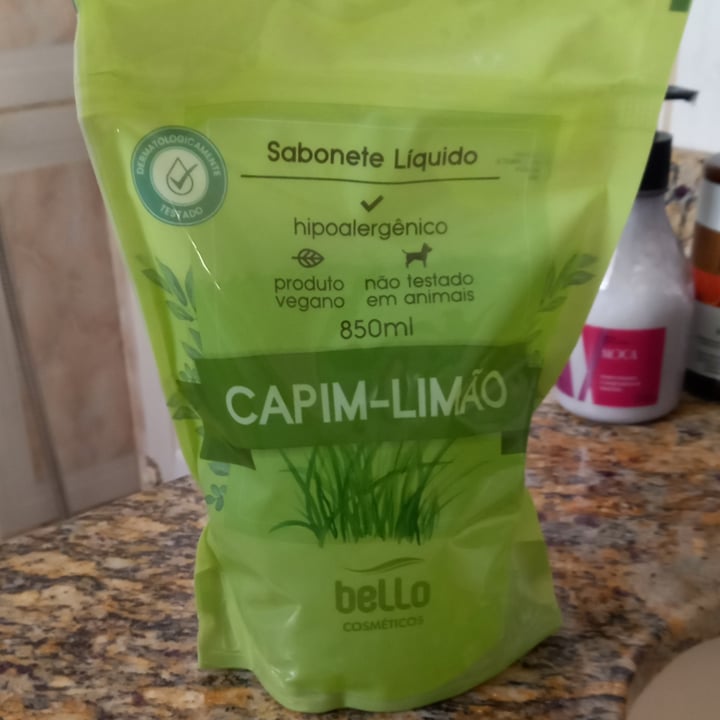 DERMATOLOGICAMENTE
TESTADO
Sabonete Líquido
hipoalergênico
produto
vegano
não testado
em animais
850ml
CAPIM-LIMÃO
bello
COSMÉTICOS